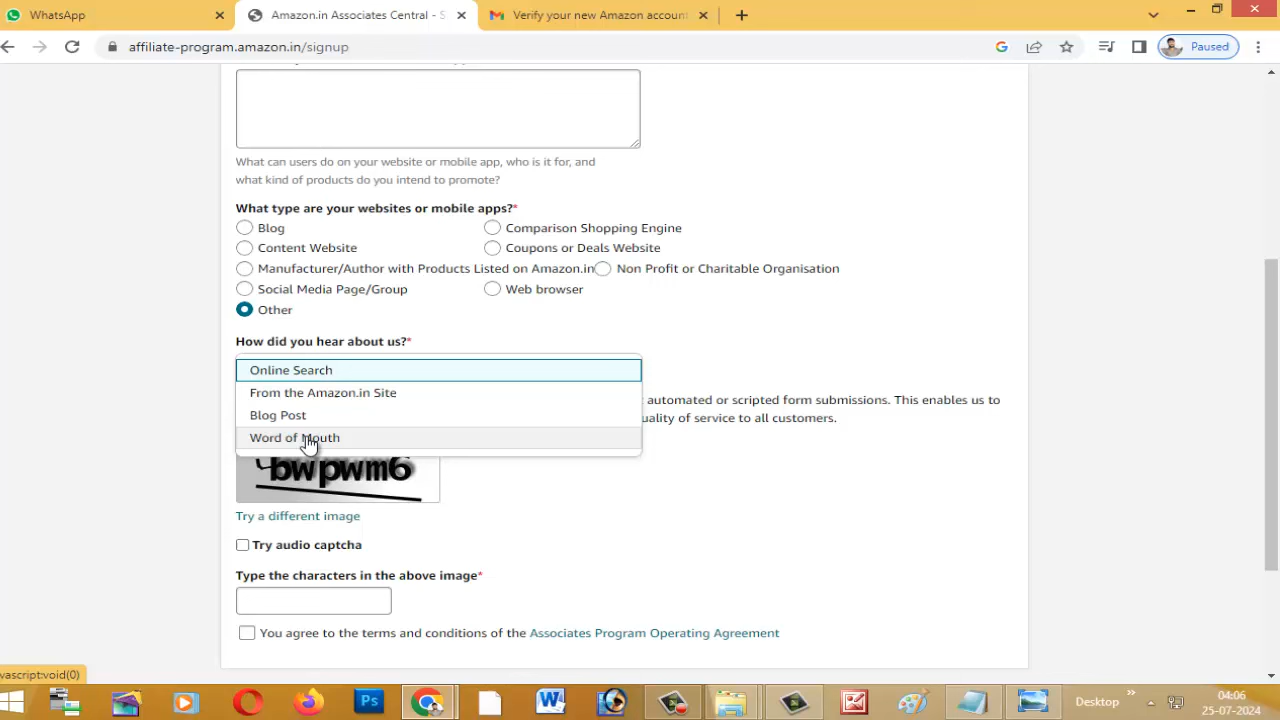 WhatsApp
Amazon.in Associates Central - S
Verify your new Amazon account
affiliate-program.amazon.in/signup
Paused
What can users do on your website or mobile app, who is it for, and
what kind of products do you intend to promote?
What type are your websites or mobile apps?*
Blog
Comparison Shopping Engine
Content Website
Coupons or Deals Website
Manufacturer/Author with Products Listed on Amazon.in
Non Profit or Charitable Organisation
Social Media Page/Group
Web browser
Other
How did you hear about us?*
Online Search
From the Amazon.in Site
automated or scripted form submissions. This enables us to
Blog Post
uality of service to all customers.
Word of Mouth
bwpwm6
Try a different image
Try audio captcha
Type the characters in the above image*
You agree to the terms and conditions of the Associates Program Operating Agreement
vascript:void(0)
Ps
Desktop
04:06
25-07-2024